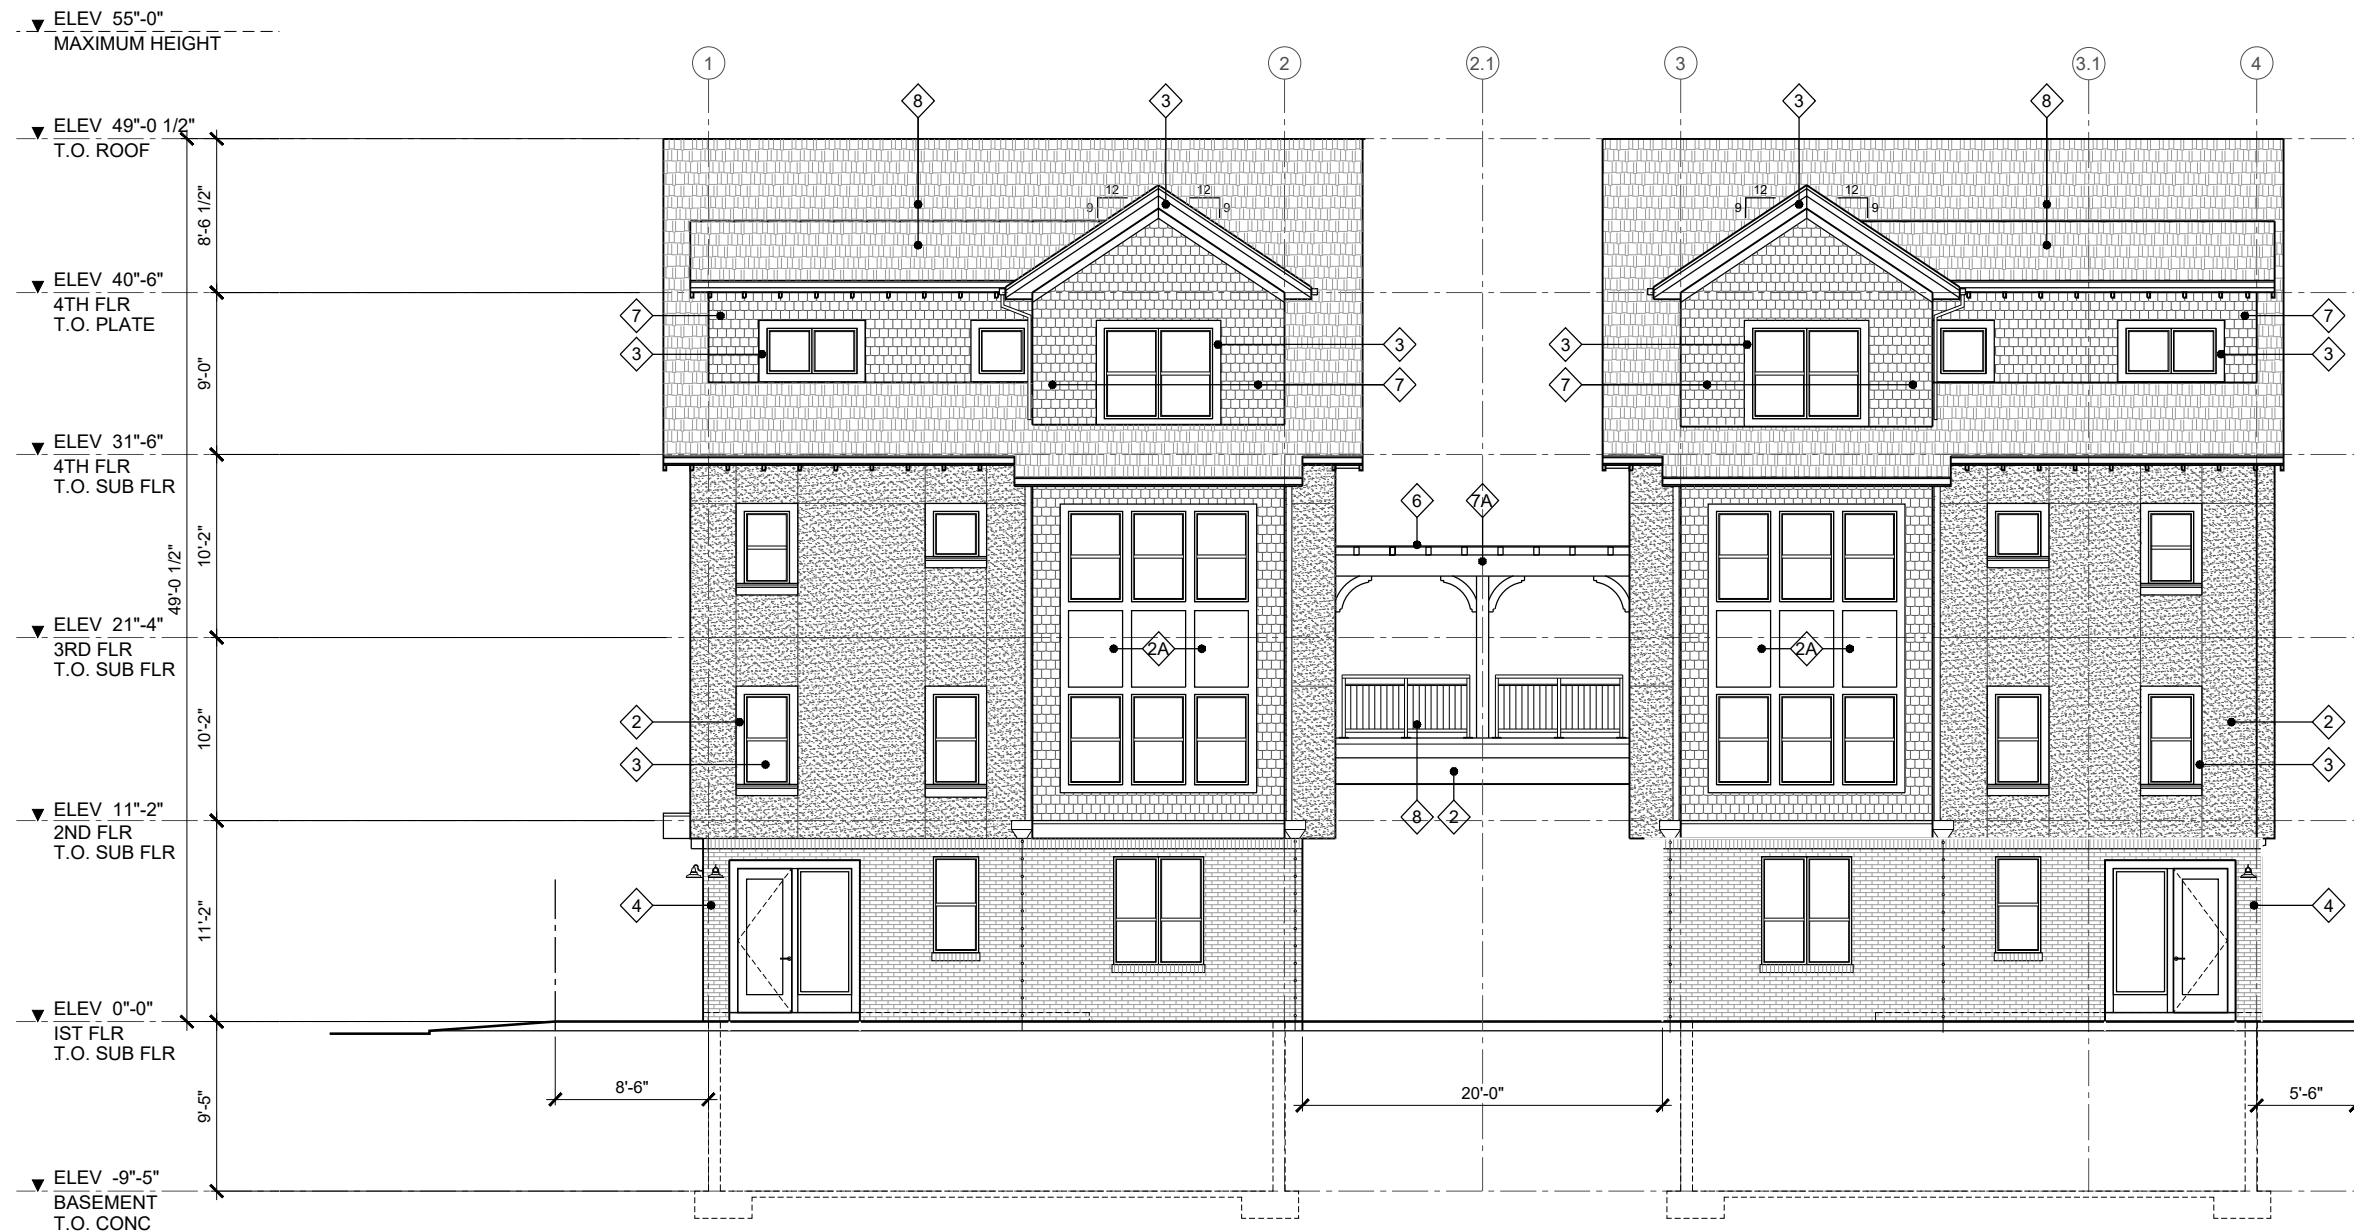 ELEV 55"-0"
MAXIMUM HEIGHT
1
2
2.1
3
3.1
4
8
3
3
8
ELEV 49"-0 1/2"
T.O. ROOF
12
12
9
9
12
12
9
9
8'-6 1/2"
ELEV 40"-6"
4TH FLR
T.O. PLATE
7
7
3
3
3
3
7
7
9'-0"
ELEV 31"-6"
4TH FLR
T.O. SUB FLR
6
7A
10'-2"
49'-0 1/2"
ELEV 21"-4"
3RD FLR
T.O. SUB FLR
2A
2A
10'-2"
2
2
3
3
ELEV 11"-2"
2ND FLR
T.O. SUB FLR
8
2
4
4
11'-2"
ELEV 0"-0"
IST FLR
T.O. SUB FLR
8'-6"
20'-0"
5'-6"
9'-5"
ELEV -9"-5"
BASEMENT
T.O. CONC